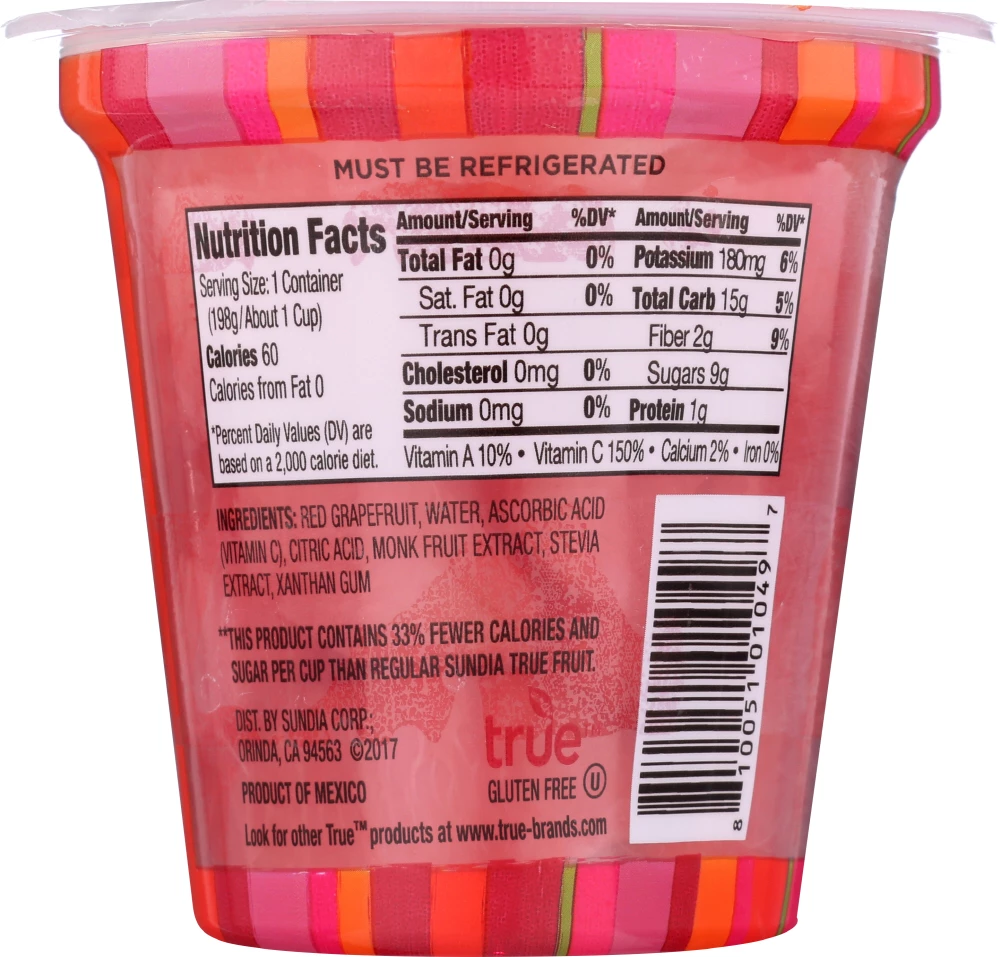 MUST BE REFRIGERATED
Nutrition Facts
Serving Size: 1 Container
(198g/About 1 Cup)
Calories 60
Calories from Fat 0
*Percent Daily Values (DV) are
based on a 2,000 calorie diet.
Amount/Serving %DV*
Total Fat 0g 0%
Sat. Fat 0g 0%
Trans Fat 0g
Cholesterol 0mg 0%
Sodium 0mg 0%
Amount/Serving %DV*
Potassium 180mg 6%
Total Carb 15g 5%
Fiber 2g 9%
Sugars 9g
Protein 1g
Vitamin A 10% • Vitamin C 150% • Calcium 2% • Iron 0%
INGREDIENTS: RED GRAPEFRUIT, WATER, ASCORBIC ACID
(VITAMIN C), CITRIC ACID, MONK FRUIT EXTRACT, STEVIA
EXTRACT, XANTHAN GUM
**THIS PRODUCT CONTAINS 33% FEWER CALORIES AND
SUGAR PER CUP THAN REGULAR SUNDIA TRUE FRUIT.
DIST. BY SUNDIA CORP.;
ORINDA, CA 94563 ©2017
PRODUCT OF MEXICO
true™
GLUTEN FREE U
Look for other True™ products at www.true-brands.com
8 10051 01049 7